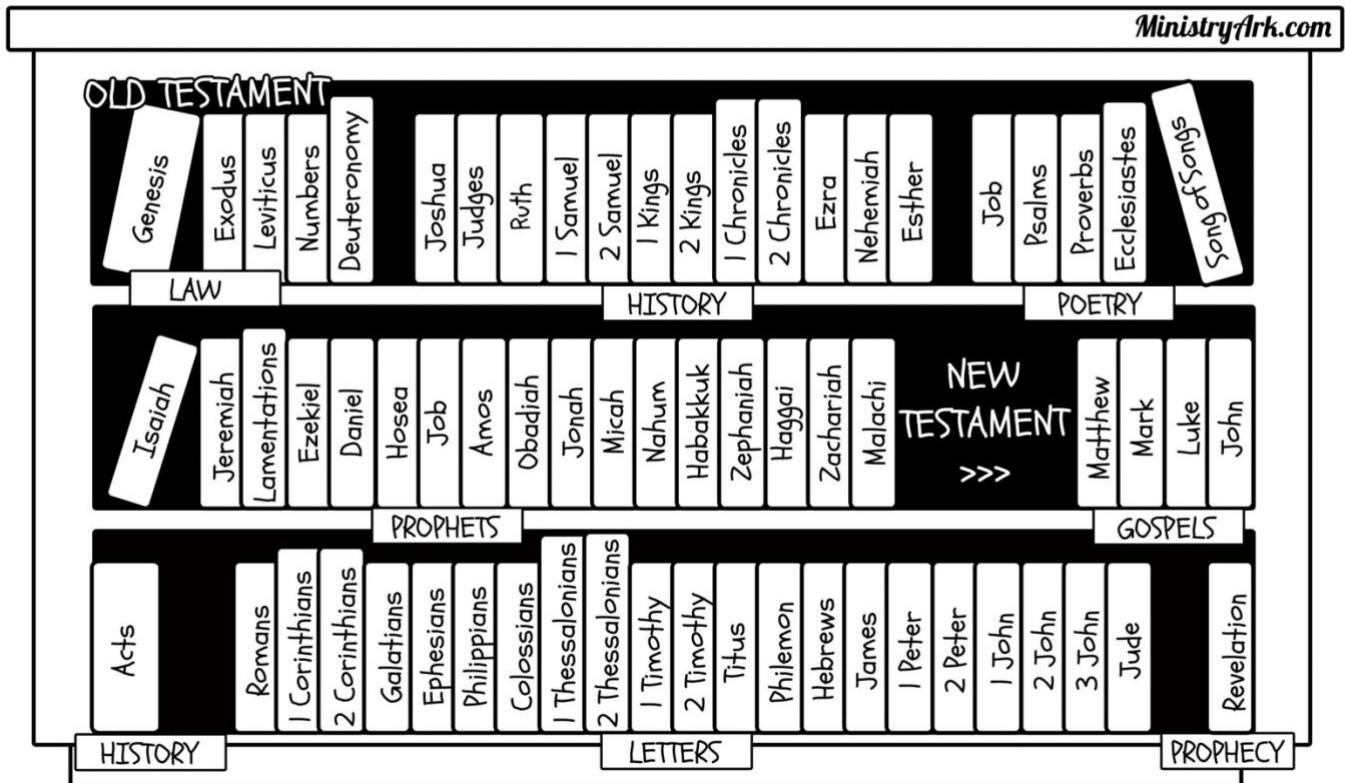 MinistryArk.com
OLD TESTAMENT
Genesis
Exodus
Leviticus
Numbers
Deuteronomy
Joshua
Judges
Ruth
1 Samuel
2 Samuel
1 Kings
2 Kings
1 Chronicles
2 Chronicles
Ezra
Nehemiah
Esther
Job
Psalms
Proverbs
Ecclesiastes
Song of Songs
LAW
HISTORY
POETRY
Isaiah
Jeremiah
Lamentations
Ezekiel
Daniel
Hosea
Job
Amos
Obadiah
Jonah
Micah
Nahum
Habakkuk
Zephaniah
Haggai
Zachariah
Malachi
NEW
TESTAMENT
>>>
Matthew
Mark
Luke
John
PROPHETS
GOSPELS
Acts
Romans
1 Corinthians
2 Corinthians
Galatians
Ephesians
Philippians
Colossians
1 Thessalonians
2 Thessalonians
1 Timothy
2 Timothy
Titus
Philemon
Hebrews
James
1 Peter
2 Peter
1 John
2 John
3 John
Jude
Revelation
HISTORY
LETTERS
PROPHECY